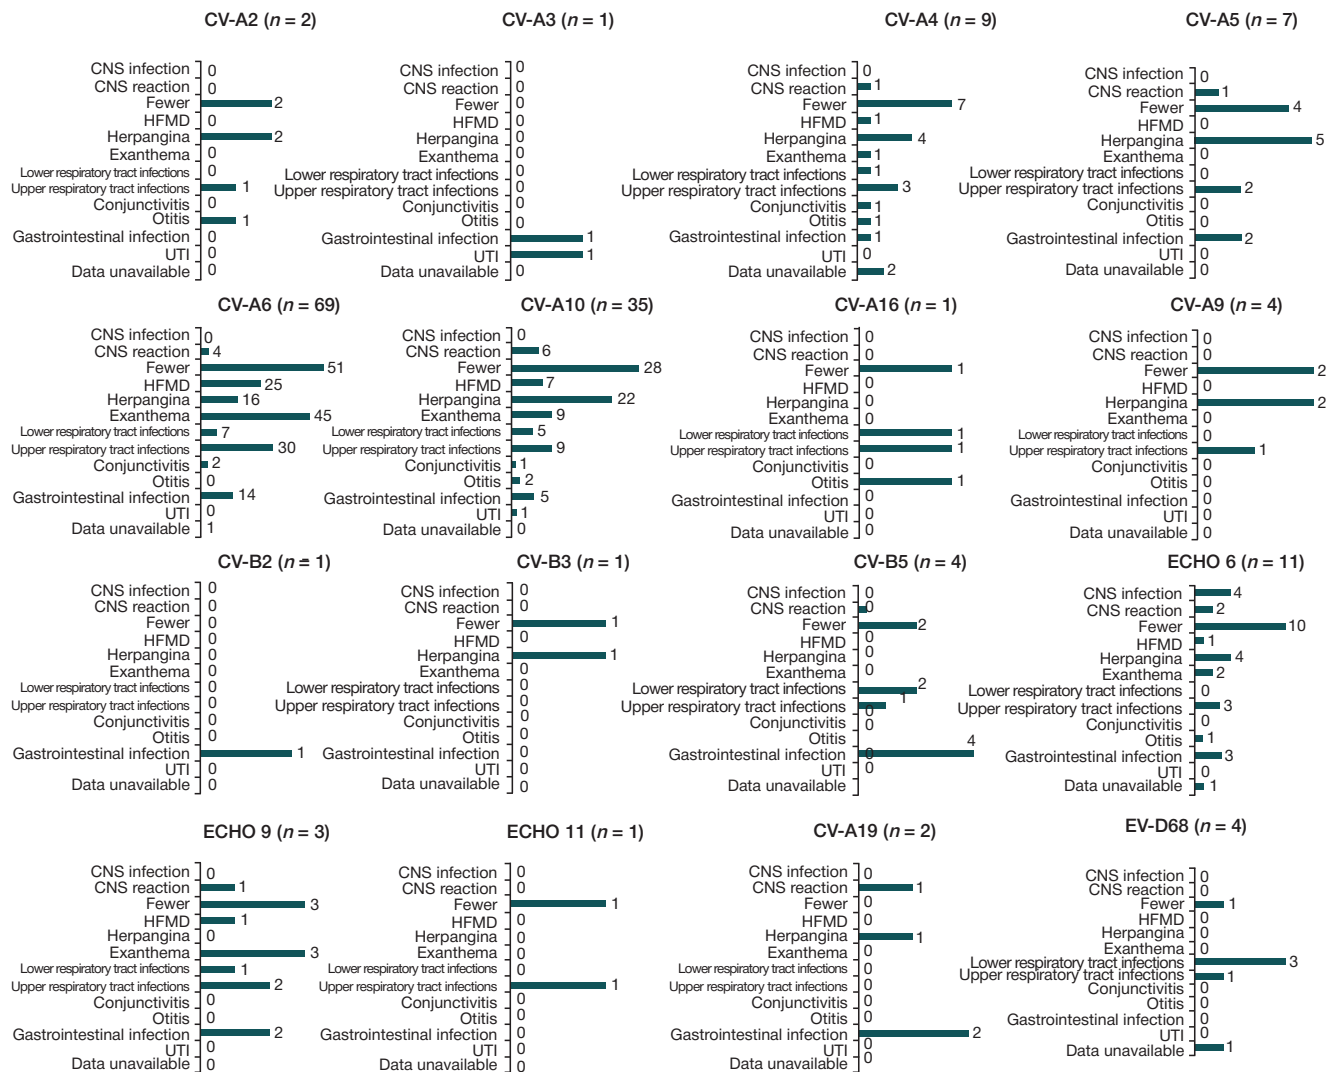 CV-A2 (n = 2)
CNS infection 0
CNS reaction 0
Fewer 2
HFMD 0
Herpangina 2
Exanthema 0
Lower respiratory tract infections 0
Upper respiratory tract infections 1
Conjunctivitis 0
Otitis 1
Gastrointestinal infection 0
UTI 0
Data unavailable 0
CV-A3 (n = 1)
CNS infection 0
CNS reaction 0
Fewer 0
HFMD 0
Herpangina 0
Exanthema 0
Lower respiratory tract infections 0
Upper respiratory tract infections 0
Conjunctivitis 0
Otitis 0
Gastrointestinal infection 1
UTI 1
Data unavailable 0
CV-A4 (n = 9)
CNS infection 0
CNS reaction 1
Fewer 7
HFMD 1
Herpangina 4
Exanthema 1
Lower respiratory tract infections 1
Upper respiratory tract infections 3
Conjunctivitis 1
Otitis 1
Gastrointestinal infection 1
UTI 0
Data unavailable 2
CV-A5 (n = 7)
CNS infection 0
CNS reaction 1
Fewer 4
HFMD 0
Herpangina 5
Exanthema 0
Lower respiratory tract infections 0
Upper respiratory tract infections 2
Conjunctivitis 0
Otitis 0
Gastrointestinal infection 2
UTI 0
Data unavailable 0
CV-A6 (n = 69)
CNS infection 0
CNS reaction 4
Fewer 51
HFMD 25
Herpangina 16
Exanthema 45
Lower respiratory tract infections 7
Upper respiratory tract infections 30
Conjunctivitis 2
Otitis 0
Gastrointestinal infection 14
UTI 0
Data unavailable 1
CV-A10 (n = 35)
CNS infection 0
CNS reaction 6
Fewer 28
HFMD 7
Herpangina 22
Exanthema 9
Lower respiratory tract infections 5
Upper respiratory tract infections 9
Conjunctivitis 1
Otitis 2
Gastrointestinal infection 5
UTI 1
Data unavailable 0
CV-A16 (n = 1)
CNS infection 0
CNS reaction 0
Fewer 1
HFMD 0
Herpangina 0
Exanthema 0
Lower respiratory tract infections 1
Upper respiratory tract infections 1
Conjunctivitis 0
Otitis 1
Gastrointestinal infection 0
UTI 0
Data unavailable 0
CV-A9 (n = 4)
CNS infection 0
CNS reaction 0
Fewer 2
HFMD 0
Herpangina 2
Exanthema 0
Lower respiratory tract infections 0
Upper respiratory tract infections 1
Conjunctivitis 0
Otitis 0
Gastrointestinal infection 0
UTI 0
Data unavailable 0
CV-B2 (n = 1)
CNS infection 0
CNS reaction 0
Fewer 0
HFMD 0
Herpangina 0
Exanthema 0
Lower respiratory tract infections 0
Upper respiratory tract infections 0
Conjunctivitis 0
Otitis 0
Gastrointestinal infection 1
UTI 0
Data unavailable 0
CV-B3 (n = 1)
CNS infection 0
CNS reaction 0
Fewer 1
HFMD 0
Herpangina 1
Exanthema 0
Lower respiratory tract infections 0
Upper respiratory tract infections 0
Conjunctivitis 0
Otitis 0
Gastrointestinal infection 0
UTI 0
Data unavailable 0
CV-B5 (n = 4)
CNS infection 0
CNS reaction 0
Fewer 2
HFMD 0
Herpangina 0
Exanthema 0
Lower respiratory tract infections 2
Upper respiratory tract infections 1
Conjunctivitis 0
Otitis 4
Gastrointestinal infection 0
UTI 0
Data unavailable
ECHO 6 (n = 11)
CNS infection 4
CNS reaction 2
Fewer 10
HFMD 1
Herpangina 4
Exanthema 2
Lower respiratory tract infections 0
Upper respiratory tract infections 3
Conjunctivitis 0
Otitis 1
Gastrointestinal infection 3
UTI 0
Data unavailable 1
ECHO 9 (n = 3)
CNS infection 0
CNS reaction 1
Fewer 3
HFMD 1
Herpangina 0
Exanthema 3
Lower respiratory tract infections 1
Upper respiratory tract infections 2
Conjunctivitis 0
Otitis 0
Gastrointestinal infection 2
UTI 0
Data unavailable 0
ECHO 11 (n = 1)
CNS infection 0
CNS reaction 0
Fewer 1
HFMD 0
Herpangina 0
Exanthema 0
Lower respiratory tract infections 0
Upper respiratory tract infections 1
Conjunctivitis 0
Otitis 0
Gastrointestinal infection 0
UTI 0
Data unavailable 0
CV-A19 (n = 2)
CNS infection 0
CNS reaction 1
Fewer 0
HFMD 0
Herpangina 1
Exanthema 0
Lower respiratory tract infections 0
Upper respiratory tract infections 0
Conjunctivitis 0
Otitis 0
Gastrointestinal infection 2
UTI 0
Data unavailable 0
EV-D68 (n = 4)
CNS infection 0
CNS reaction 0
Fewer 1
HFMD 0
Herpangina 0
Exanthema 0
Lower respiratory tract infections 3
Upper respiratory tract infections 1
Conjunctivitis 0
Otitis 0
Gastrointestinal infection 0
UTI 0
Data unavailable 1